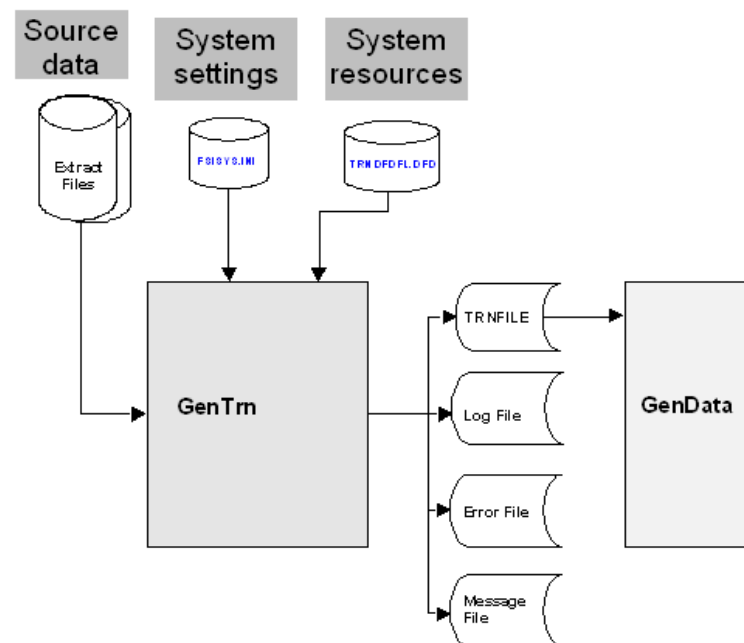 Source
data
System
settings
System
resources
Extract
Files
FSISYS.INI
TRNDFDFL.DFD
GenTrn
TRNFILE
Log File
Error File
Message
File
GenData